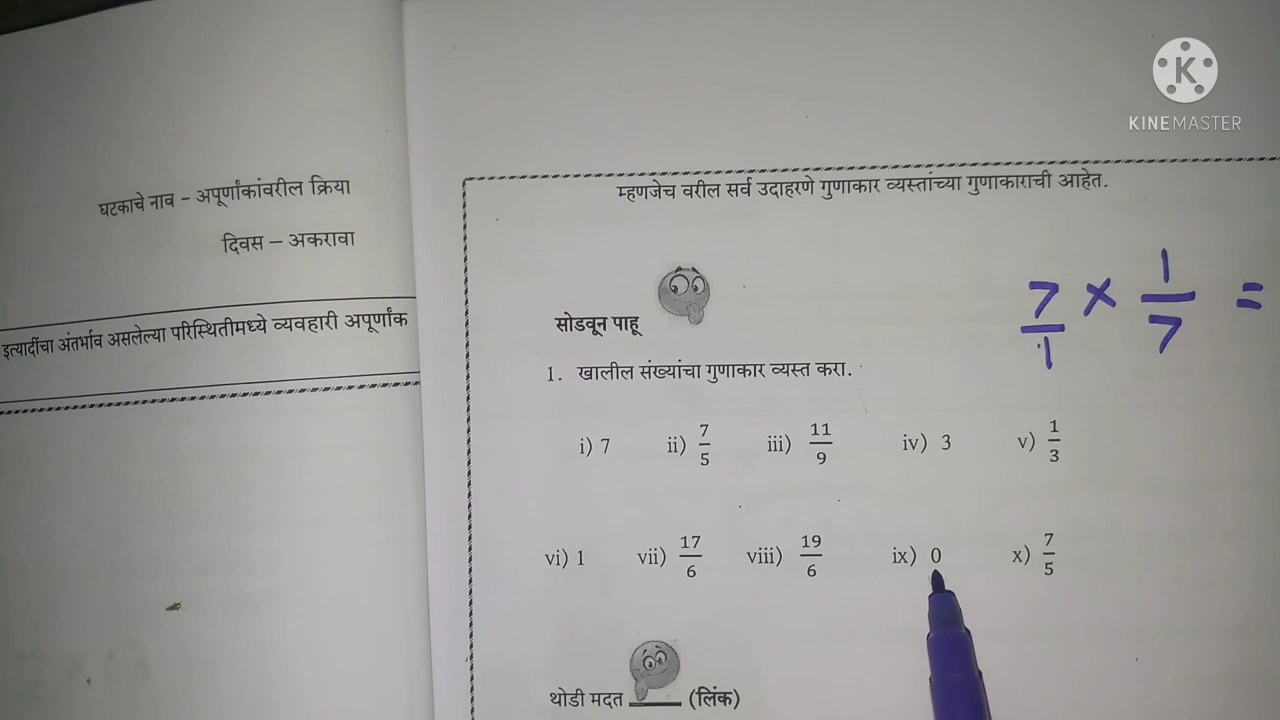 KINEMASTER
घटकाचे नाव – अपूर्णांकांवरील क्रिया
दिवस – अकरावा
इत्यादींचा अंतर्भाव असलेल्या परिस्थितीमध्ये व्यवहारी अपूर्णांक
म्हणजेच वरील सर्व उदाहरणे गुणाकार व्यस्तांच्या गुणाकाराची आहेत.
7/1 × 1/7 =
सोडवून पाहू
1. खालील संख्यांचा गुणाकार व्यस्त करा.
i) 7 ii) 7/5 iii) 11/9 iv) 3 v) 1/3
vi) 1 vii) 17/6 viii) 19/6 ix) 0 x) 7/5
थोडी मदत ____ (लिंक)